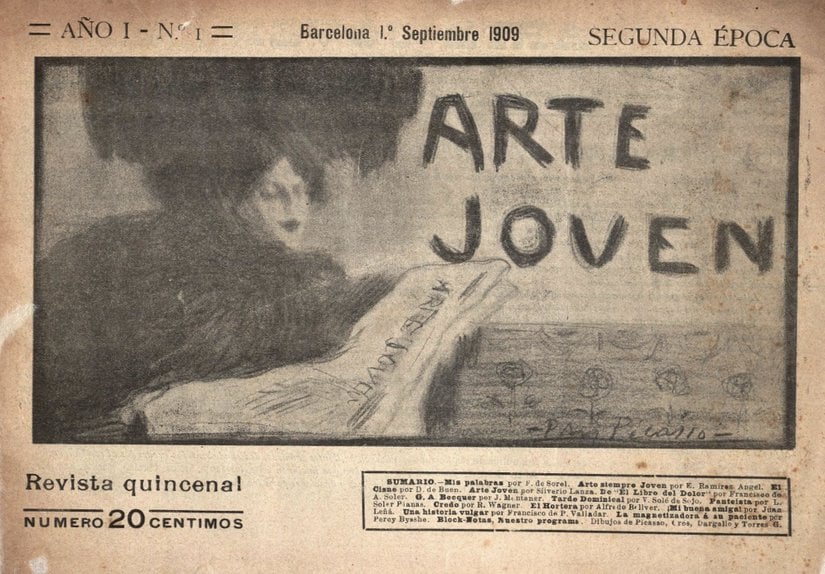 AÑO I - N.º 1
Barcelona 1.º Septiembre 1909
SEGUNDA ÉPOCA
ARTE
JOVEN
ARTE JOVEN
- Pablo Picasso -
Revista quincenal
NUMERO 20 CENTIMOS
SUMARIO.—Mis palabras por F. de Sorel. Arte siempre Joven por E. Ramírez Angel. El
Cisne por D. de Buen. Arte Joven por Silverio Lanza. De "El Libro del Dolor" por Francisco de
A. Soler. G. A. Becquer por J. Montaner. Tarde Dominical por V. Solé de Sojo. Panteista por L.
Soler Planas. Credo por R. Wagner. El Hortera por Alfredo Bellver. ¡Mi buena amiga! por Juan
Leñá. Una historia vulgar por Francisco de P. Valladar. La magnetizadora á su paciente por
Percy Bysshe. Block-Notas, Nuestro programa. Dibujos de Picasso, Dargallo y Torres G.